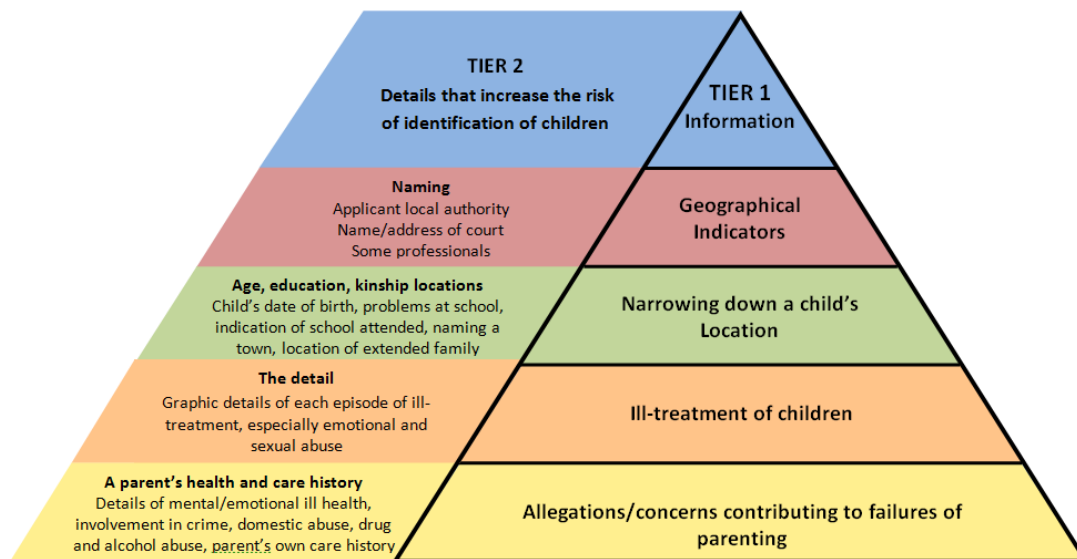 TIER 2
Details that increase the risk
of identification of children
TIER 1
Information
Naming
Applicant local authority
Name/address of court
Some professionals
Geographical
Indicators
Age, education, kinship locations
Child's date of birth, problems at school,
indication of school attended, naming a
town, location of extended family
Narrowing down a child's
Location
The detail
Graphic details of each episode of ill-
treatment, especially emotional and
sexual abuse
Ill-treatment of children
A parent's health and care history
Details of mental/emotional ill health,
involvement in crime, domestic abuse, drug
and alcohol abuse, parent's own care history
Allegations/concerns contributing to failures of
parenting